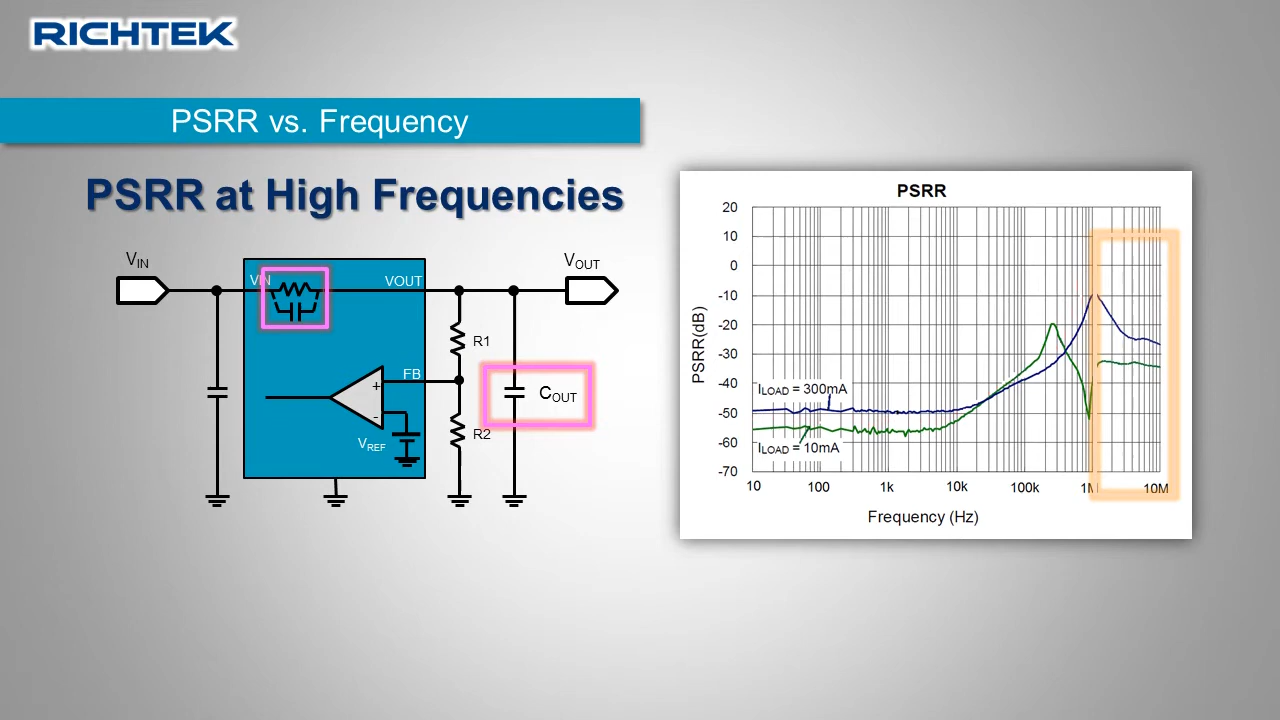 RICHTEK
PSRR vs. Frequency
PSRR at High Frequencies
VIN
VOUT
VIN
VOUT
R1
FB
+
-
COUT
VREF
R2
PSRR
20
10
0
-10
-20
-30
-40
-50
-60
-70
PSRR(dB)
ILOAD = 300mA
ILOAD = 10mA
10 100 1k 10k 100k 1M 10M
Frequency (Hz)